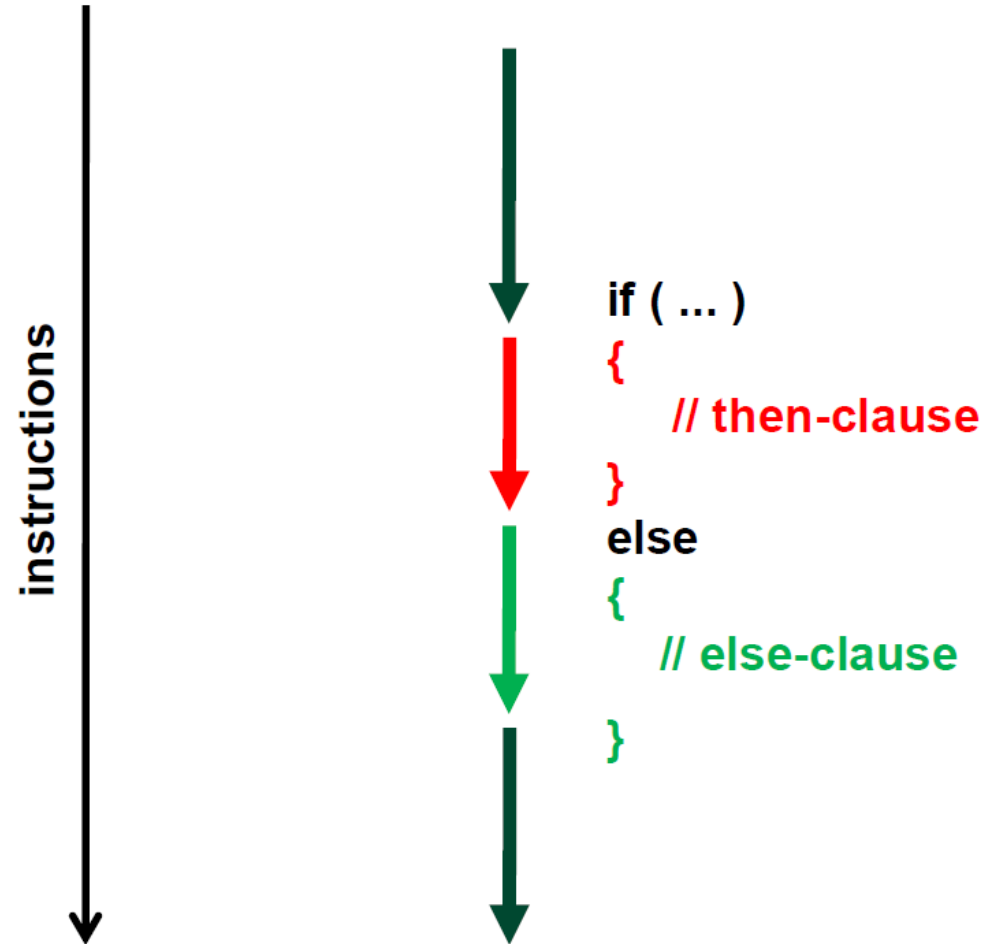 instructions
if ( ... )
{
// then-clause
}
else
{
// else-clause
}